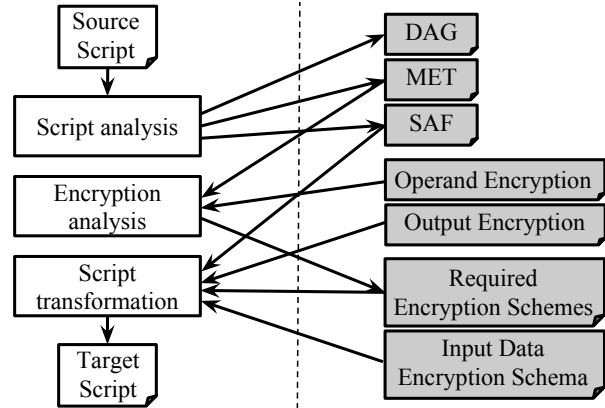 Source
Script
Script analysis
Encryption
analysis
Script
transformation
Target
Script
DAG
MET
SAF
Operand Encryption
Output Encryption
Required
Encryption Schemes
Input Data
Encryption Schema